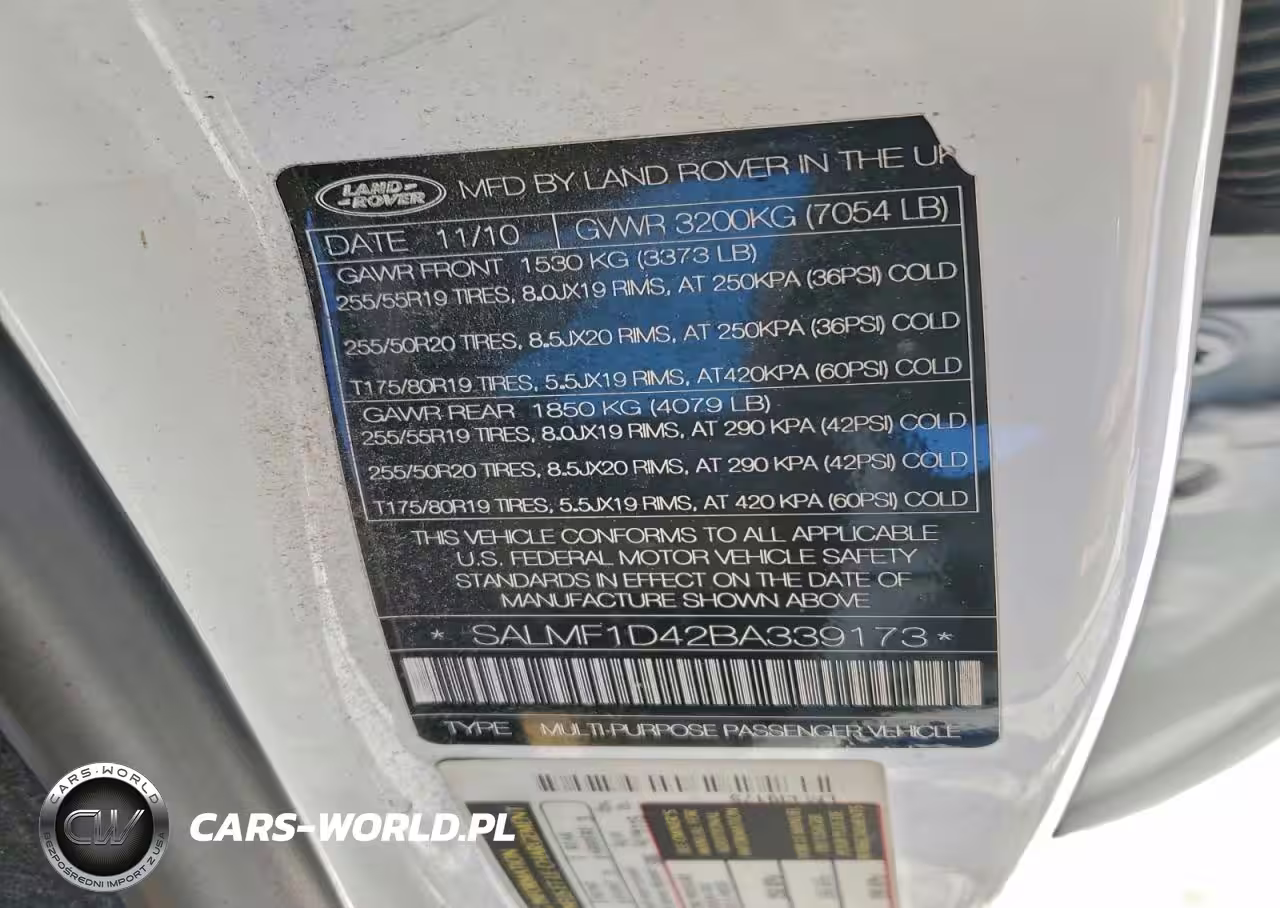 LAND-
-ROVER
MFD BY LAND ROVER IN THE UK
DATE 11/10 GVWR 3200KG (7054 LB)
GAWR FRONT 1530 KG (3373 LB)
255/55R19 TIRES, 8.0JX19 RIMS, AT 250KPA (36PSI) COLD
255/50R20 TIRES, 8.5JX20 RIMS, AT 250KPA (36PSI) COLD
T175/80R19 TIRES, 5.5JX19 RIMS, AT420KPA (60PSI) COLD
GAWR REAR 1850 KG (4079 LB)
255/55R19 TIRES, 8.0JX19 RIMS, AT 290 KPA (42PSI) COLD
255/50R20 TIRES, 8.5JX20 RIMS, AT 290 KPA (42PSI) COLD
T175/80R19 TIRES, 5.5JX19 RIMS, AT 420 KPA (60PSI) COLD
THIS VEHICLE CONFORMS TO ALL APPLICABLE
U.S. FEDERAL MOTOR VEHICLE SAFETY
STANDARDS IN EFFECT ON THE DATE OF
MANUFACTURE SHOWN ABOVE
* SALMF1D42BA339173 *
TYPE MULTI-PURPOSE PASSENGER VEHICLE
CARS-WORLD
CW
BEZPOŚREDNI IMPORT Z USA
CARS-WORLD.PL